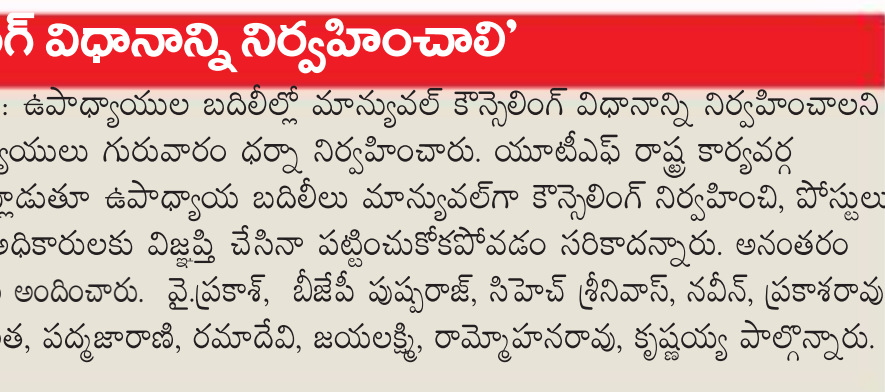 విధానాన్ని నిర్వహించాలి’
: ఉపాధ్యాయుల బదిలీల్లో మాన్యువల్ కౌన్సెలింగ్ విధానాన్ని నిర్వహించాలని
గురువారం ధర్నా నిర్వహించారు. యూటీఎఫ్ రాష్ట్ర కార్యవర్గ
ఉపాధ్యాయ బదిలీలు మాన్యువల్‌గా కౌన్సెలింగ్ నిర్వహించి, పోస్టులు
అధికారులకు విజ్ఞప్తి చేసినా పట్టించుకోకపోవడం సరికాదన్నారు. అనంతరం
అందించారు. వై.ప్రకాశ్, బీజేపీ పుష్పరాజ్, సిహెచ్ శ్రీనివాస్, నవీన్, ప్రకాశరావు
పద్మజారాణి, రమాదేవి, జయలక్ష్మి, రామ్మోహనరావు, కృష్ణయ్య పాల్గొన్నారు.